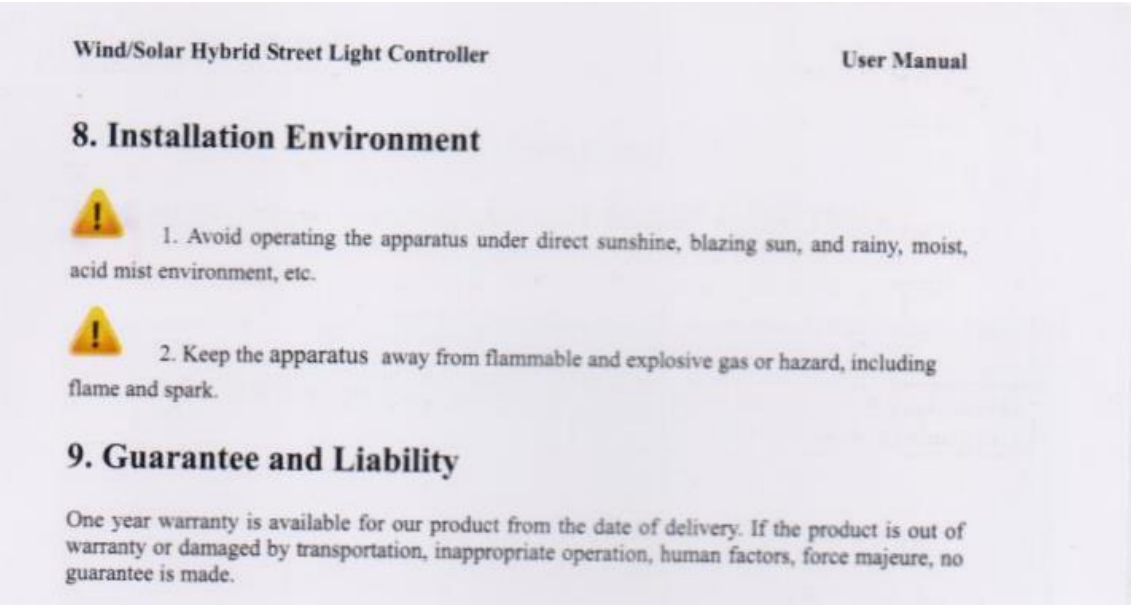 Wind/Solar Hybrid Street Light Controller User Manual
8. Installation Environment
1. Avoid operating the apparatus under direct sunshine, blazing sun, and rainy, moist,
acid mist environment, etc.
2. Keep the apparatus away from flammable and explosive gas or hazard, including
flame and spark.
9. Guarantee and Liability
One year warranty is available for our product from the date of delivery. If the product is out of
warranty or damaged by transportation, inappropriate operation, human factors, force majeure, no
guarantee is made.